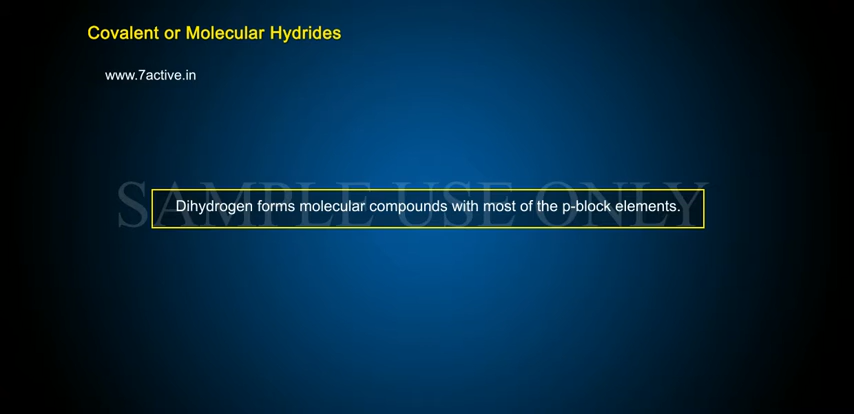 Covalent or Molecular Hydrides
www.7active.in
SAMPLE USE ONLY
Dihydrogen forms molecular compounds with most of the p-block elements.